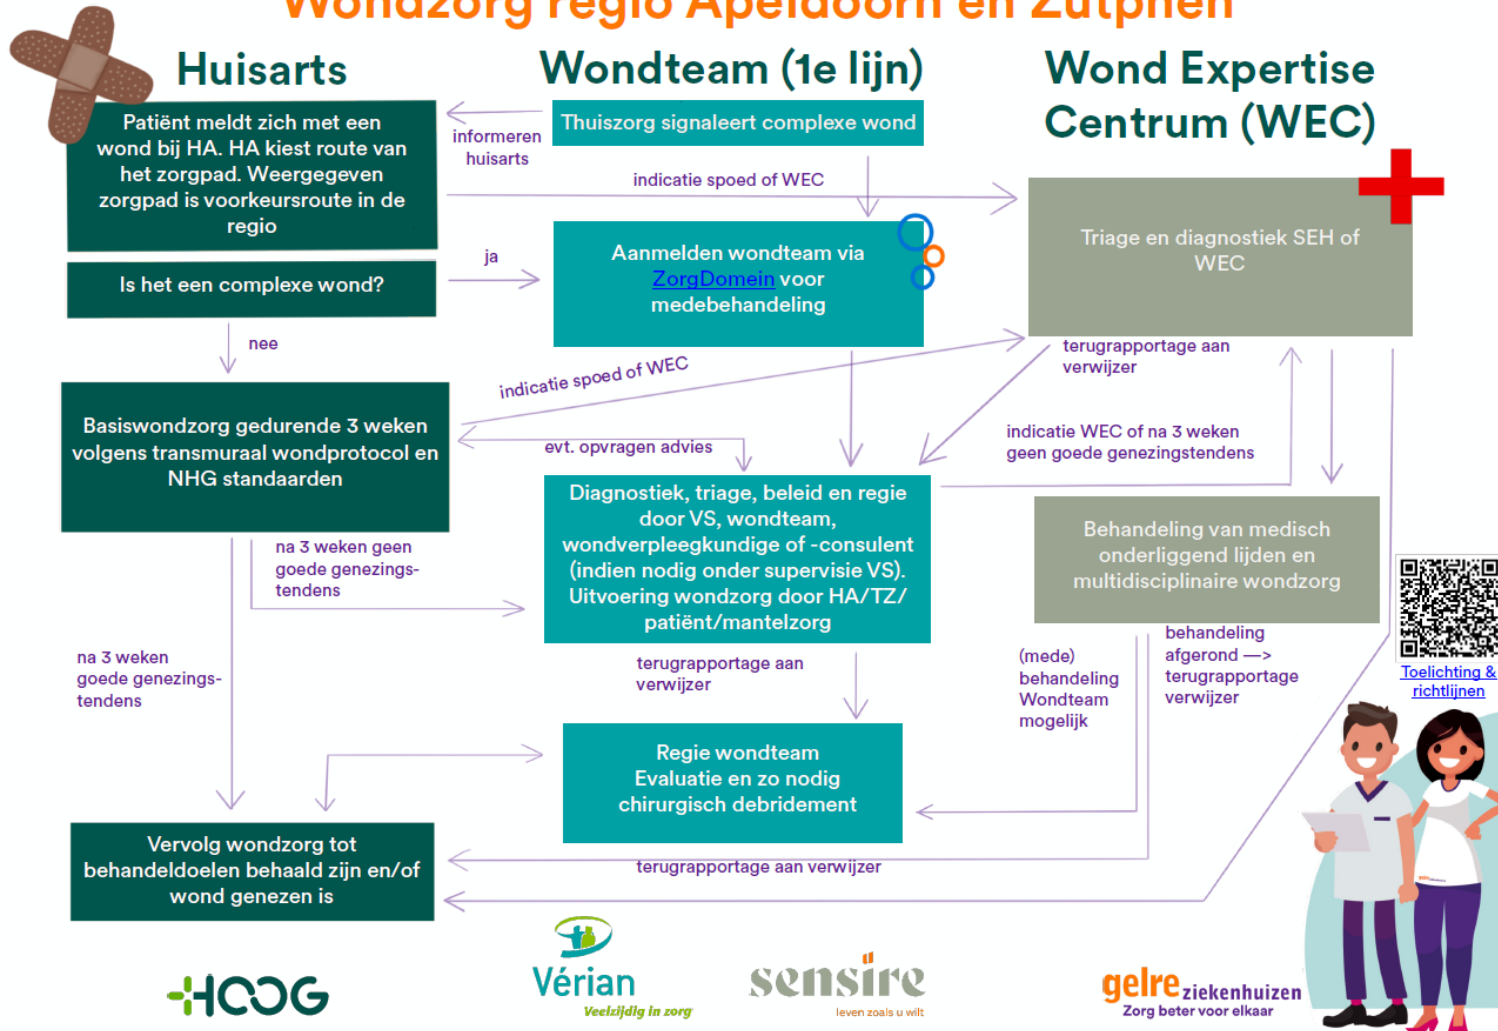 Wondzorg regio Apeldoorn en Zutphen
Huisarts
Patiënt meldt zich met een
wond bij HA. HA kiest route van
het zorgpad. Weergegeven
zorgpad is voorkeursroute in de
regio
Is het een complexe wond?
nee
Basiswondzorg gedurende 3 weken
volgens transmuraal wondprotocol en
NHG standaarden
na 3 weken geen
goede genezings-
tendens
na 3 weken
goede genezings-
tendens
Vervolg wondzorg tot
behandeldoelen behaald zijn en/of
wond genezen is
Wondteam (1e lijn)
Thuiszorg signaleert complexe wond
informeren
huisarts
indicatie spoed of WEC
ja
Aanmelden wondteam via
ZorgDomein voor
medebehandeling
indicatie spoed of WEC
evt. opvragen advies
Diagnostiek, triage, beleid en regie
door VS, wondteam,
wondverpleegkundige of -consulent
(indien nodig onder supervisie VS).
Uitvoering wondzorg door HA/TZ/
patiënt/mantelzorg
terugrapportage aan
verwijzer
Regie wondteam
Evaluatie en zo nodig
chirurgisch debridement
terugrapportage aan verwijzer
Wond Expertise
Centrum (WEC)
Triage en diagnostiek SEH of
WEC
terugrapportage aan
verwijzer
indicatie WEC of na 3 weken
geen goede genezingstendens
Behandeling van medisch
onderliggend lijden en
multidisciplinaire wondzorg
(mede)
behandeling
Wondteam
mogelijk
behandeling
afgerond —>
terugrapportage
verwijzer
Toelichting &
richtlijnen
HOOG
Vérian
Veelzijdig in zorg
sensire
leven zoals u wilt
gelre ziekenhuizen
Zorg beter voor elkaar